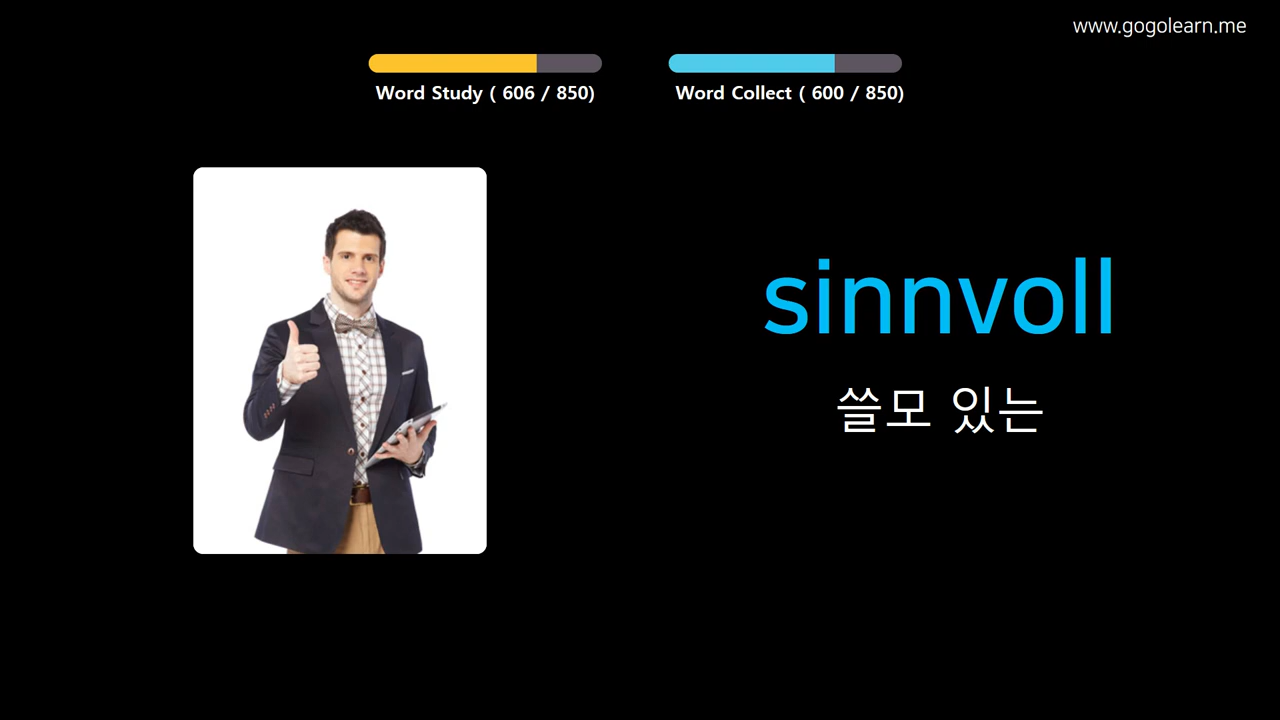 www.gogolearn.me
Word Study ( 606 / 850)
Word Collect ( 600 / 850)
sinnvoll
쓸모 있는